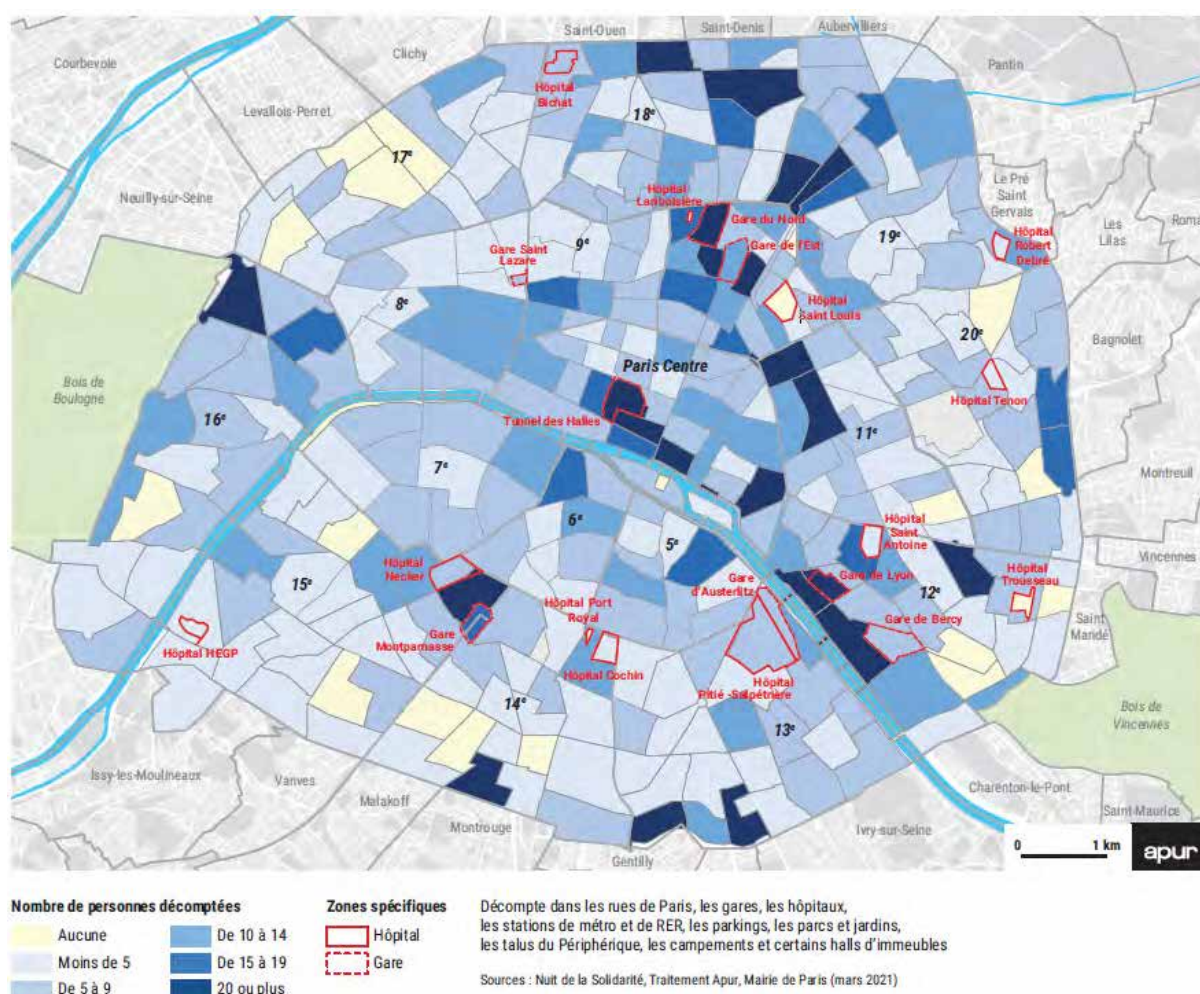 Saint-Ouen
Saint-Denis
Aubervilliers
Clichy
Courbevoie
Pantin
Hôpital
Bichat
Levallois-Perret
18e
17e
Neuilly-sur-Seine
Le Pré
Saint
Gervais
Les
Lilas
Roma
Hôpital
Lariboisière
Gare du Nord
19e
Hôpital
Robert
Debré
9e
Gare Saint
Lazare
Gare de l'Est
8e
Hôpital
Saint Louis
20e
Bagnolet
Paris Centre
Bois de
Boulogne
Hôpital Tenon
16e
Tunnel des Halles
11e
7e
Montreuil
6e
5e
Hôpital
Saint
Antoine
Vincennes
Hôpital
Necker
15e
Gare
d'Austerlitz
Gare de Lyon
12e
Hôpital
Trousseau
Hôpital Port
Royal
Gare de Bercy
Saint
Mandé
Gare
Montparnasse
Hôpital HEGP
Hôpital Cochin
Hôpital
Pitié-Salpétrière
14e
13e
Bois de
Vincennes
Issy-les-Moulineaux
Vanves
Malakoff
Charenton-le-Pont
Saint-Maurice
Montrouge
Ivry-sur-Seine
Gentilly
0 1 km
apur
Nombre de personnes décomptées
Aucune
Moins de 5
De 5 à 9
De 10 à 14
De 15 à 19
20 ou plus
Zones spécifiques
Hôpital
Gare
Décompte dans les rues de Paris, les gares, les hôpitaux,
les stations de métro et de RER, les parkings, les parcs et jardins,
les talus du Périphérique, les campements et certains halls d'immeubles
Sources : Nuit de la Solidarité, Traitement Apur, Mairie de Paris (mars 2021)